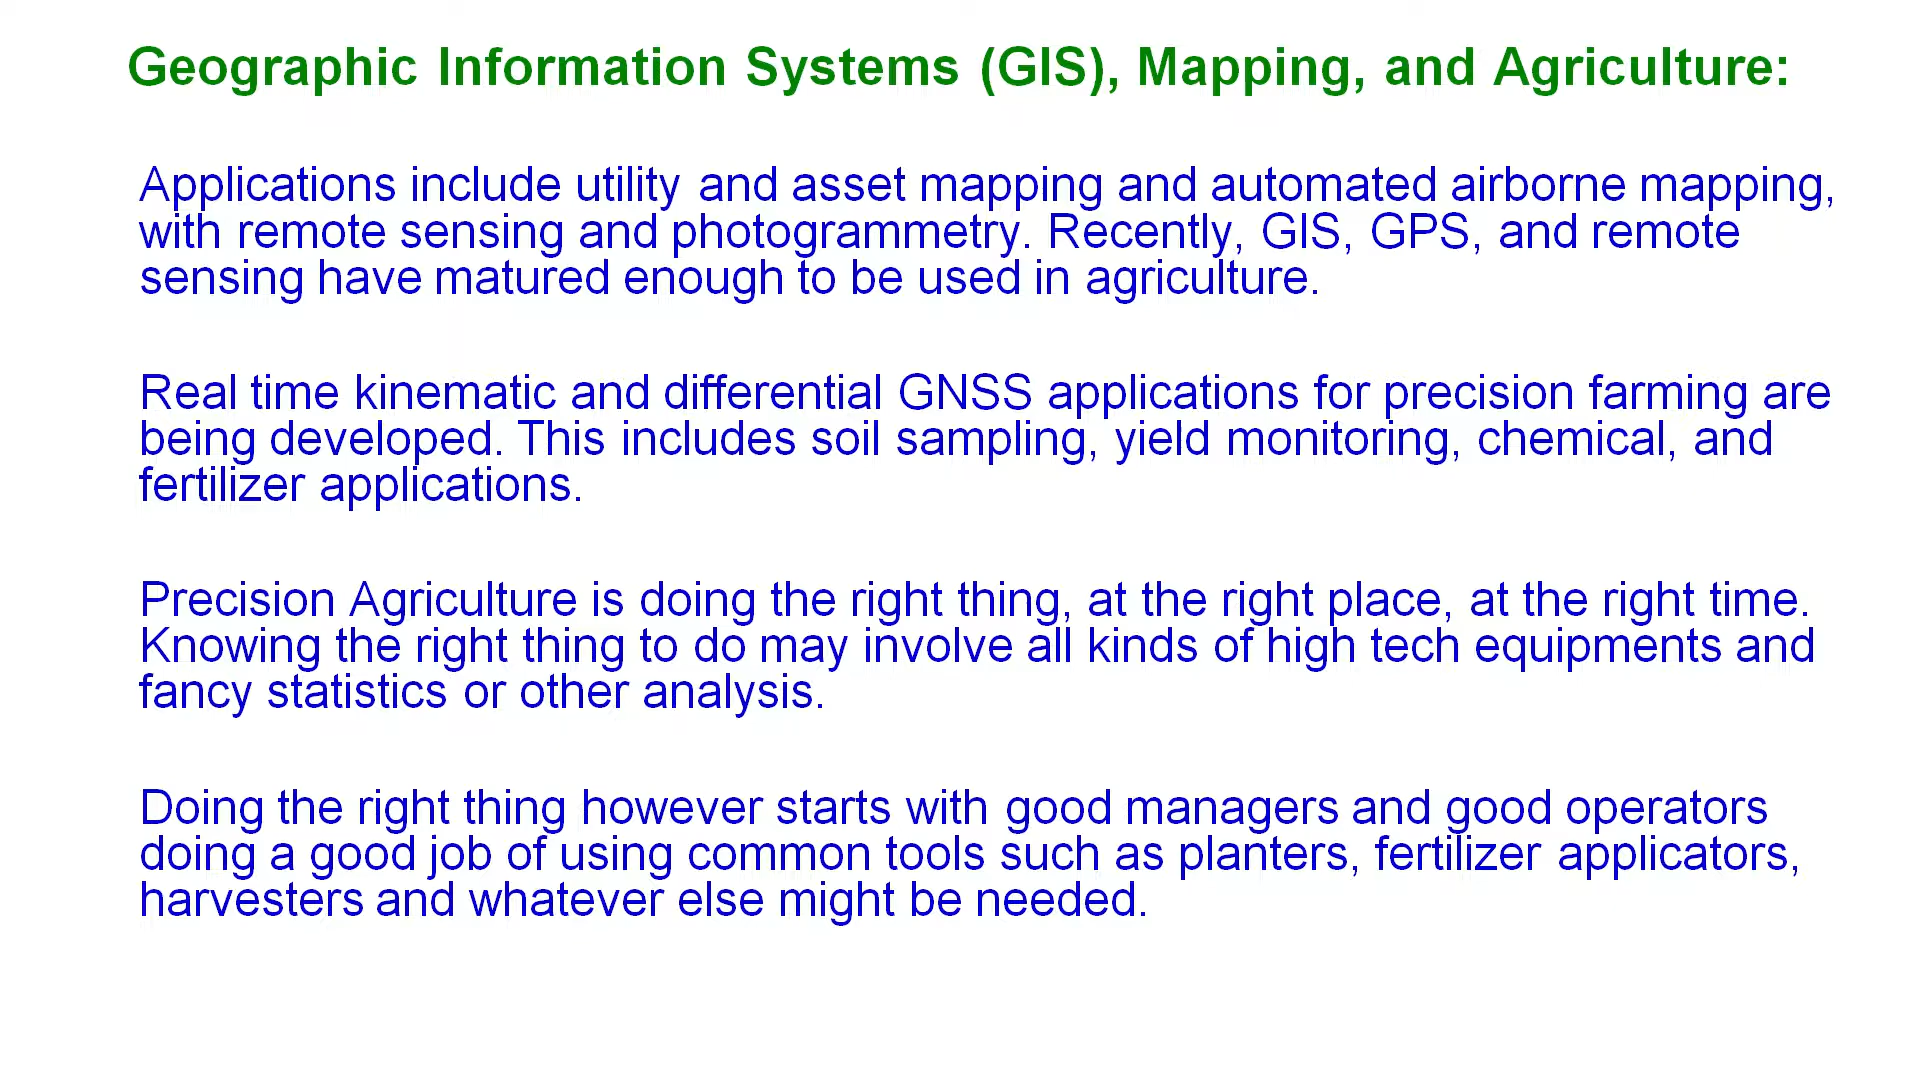 Geographic Information Systems (GIS), Mapping, and Agriculture:
Applications include utility and asset mapping and automated airborne mapping,
with remote sensing and photogrammetry. Recently, GIS, GPS, and remote
sensing have matured enough to be used in agriculture.
Real time kinematic and differential GNSS applications for precision farming are
being developed. This includes soil sampling, yield monitoring, chemical, and
fertilizer applications.
Precision Agriculture is doing the right thing, at the right place, at the right time.
Knowing the right thing to do may involve all kinds of high tech equipments and
fancy statistics or other analysis.
Doing the right thing however starts with good managers and good operators
doing a good job of using common tools such as planters, fertilizer applicators,
harvesters and whatever else might be needed.